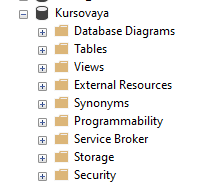 Kursovaya
Database Diagrams
Tables
Views
External Resources
Synonyms
Programmability
Service Broker
Storage
Security